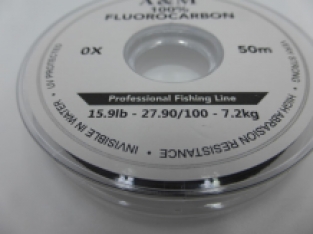 A&M
100%
FLUOROCARBON
0X
50m
Professional Fishing Line
15.9lb - 27.90/100 - 7.2kg
INVISIBLE IN WATER • HIGH ABRASION RESISTANCE •